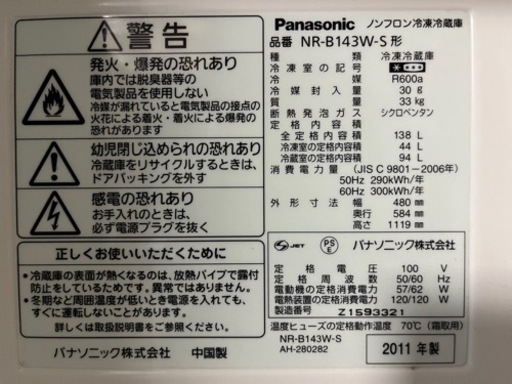 警告
発火・爆発の恐れあり
庫内では脱臭器等の
電気製品を使用しない
冷媒が漏れていると電気製品の接点の
火花による着火・着火で爆発の恐れ
幼児閉じ込められの恐れあり
冷蔵庫をリサイクルするときは、
ドアパッキングを外す
感電の恐れあり
お手入れのときは、
必ず電源プラグを抜く
正しくお使いいただくために
●冷蔵庫の表面が熱くなるのは、放熱パイプで露付
防止をしているためです。異常ではありません。
●冬期など周囲温度が低いとき電源を入れても、
すぐに運転しないことがあります。
詳しくは取扱説明書をご覧ください。
パナソニック株式会社 中国製
Panasonic ノンフロン冷凍冷蔵庫
品番 NR-B143W-S形
種類 冷凍冷蔵庫
冷凍室の記号
冷媒 R600a
冷媒封入量 30g
質量 33kg
断熱発泡ガス シクロペンタン
定格内容積
全定格内容積 138 L
冷凍室の定格内容積 44 L
冷蔵室の定格内容積 94 L
消費電力量 (JIS C 9801−2006年)
50Hz 290kWh/年
60Hz 300kWh/年
外形寸法 幅 480 mm
奥行 584 mm
高さ 1119 mm
S-JET PSE パナソニック株式会社
定格電圧 100 V
定格周波数 50/60 Hz
電動機の定格消費電力 57/62 W
電熱装置の定格消費電力 120/120 W
製造番号 Z1593321
温度ヒューズの定格動作温度 70℃(霜取用)
NR-B143W-S
AH-280282
2011年製